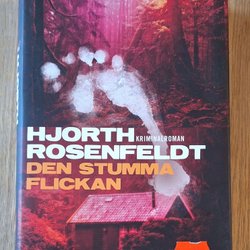 HJORTH KRIMINALROMAN
ROSENFELDT
DEN STUMMA
FLICKAN